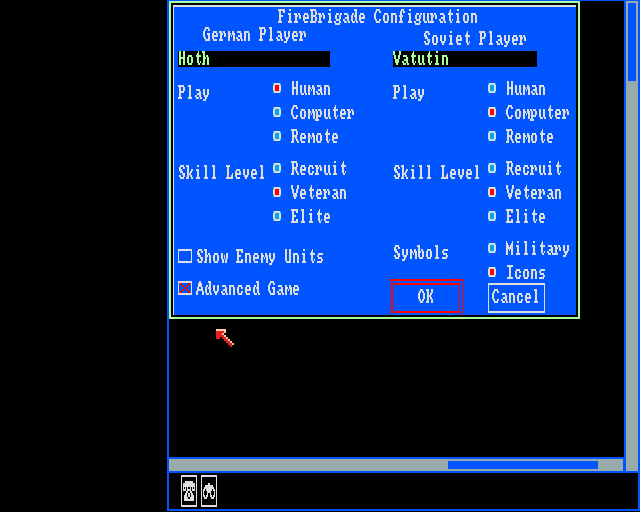 FireBrigade Configuration
German Player
Soviet Player
Hoth
Vatutin
Play
Human
Computer
Remote
Play
Human
Computer
Remote
Skill Level
Recruit
Veteran
Elite
Skill Level
Recruit
Veteran
Elite
Show Enemy Units
Advanced Game
Symbols
Military
Icons
OK
Cancel